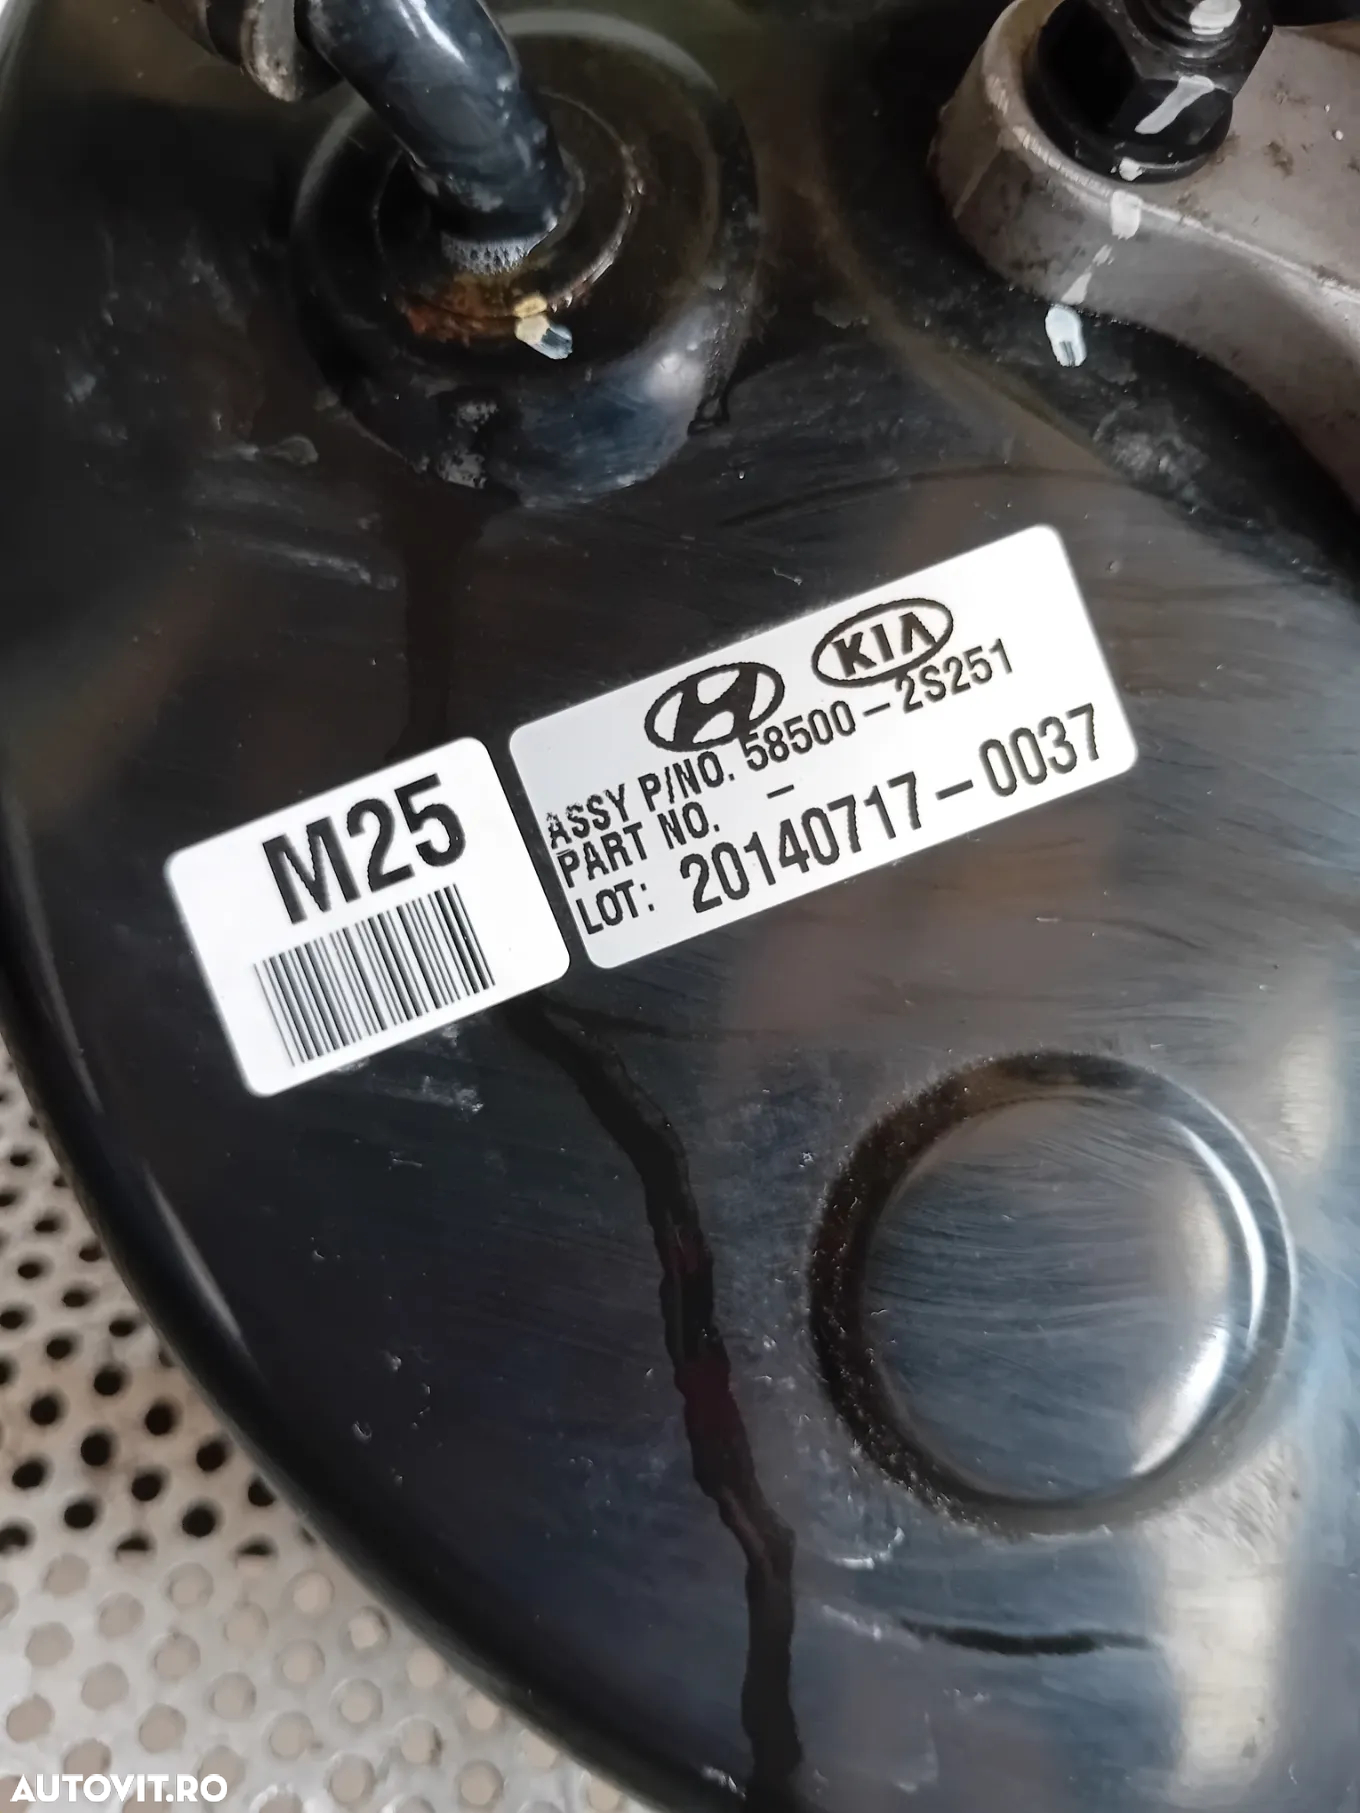 M25
KIA
ASSY P/NO. 58500-2S251
PART NO. -
LOT: 20140717-0037
AUTOVIT.RO